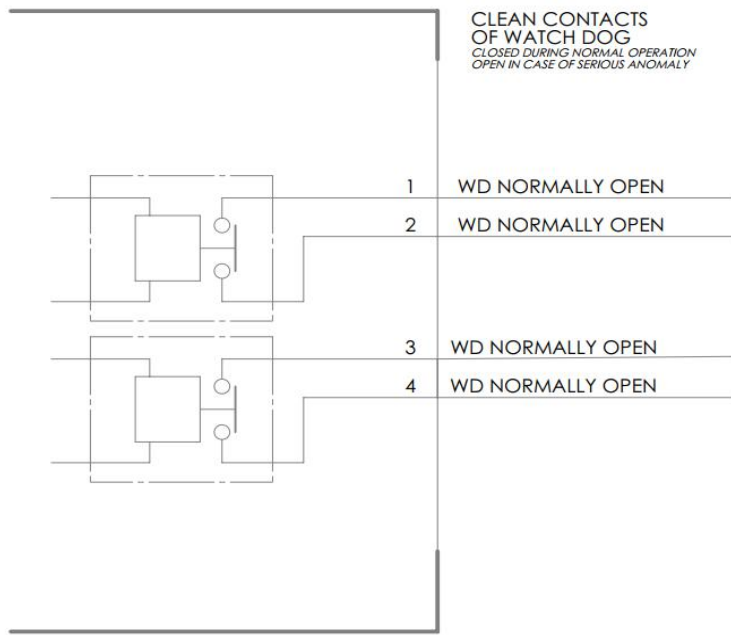 CLEAN CONTACTS
OF WATCH DOG
CLOSED DURING NORMAL OPERATION
OPEN IN CASE OF SERIOUS ANOMALY
1 WD NORMALLY OPEN
2 WD NORMALLY OPEN
3 WD NORMALLY OPEN
4 WD NORMALLY OPEN